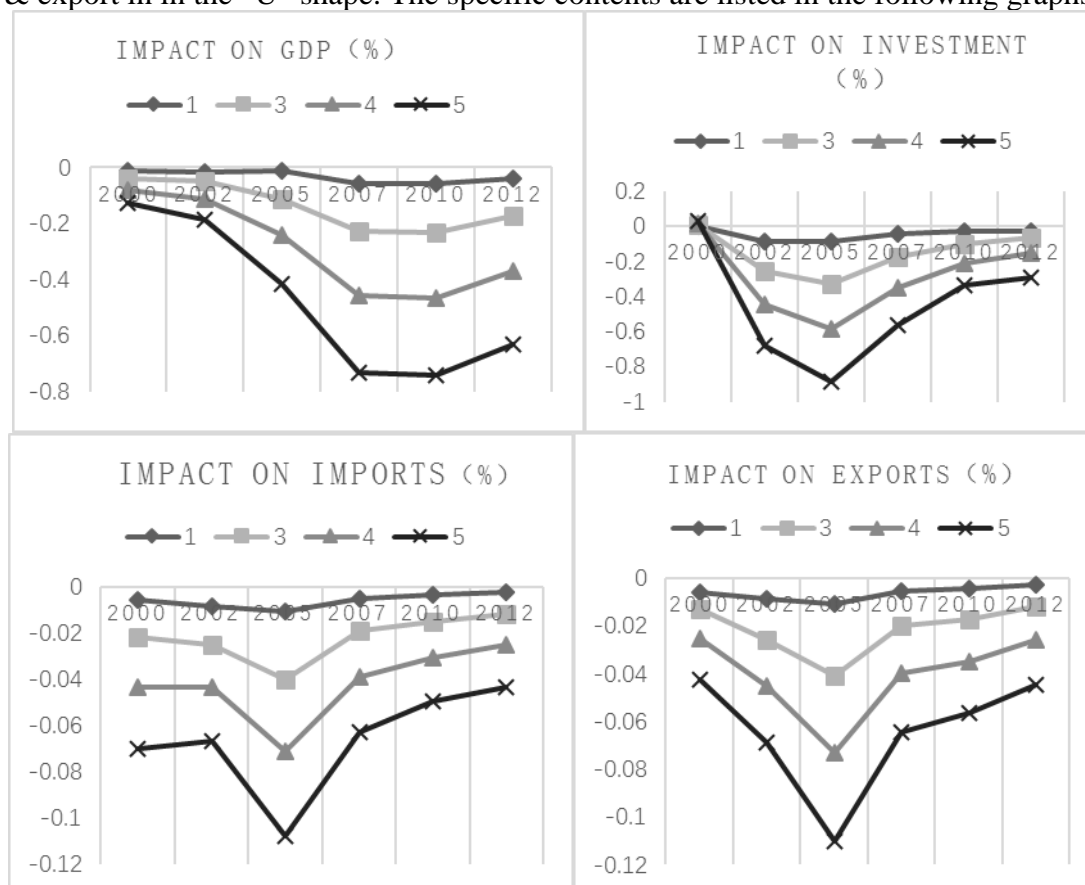 & export in in the "U" shape. The specific contents are listed in the following graphs
IMPACT ON GDP (%)
1 3 4 5
0
-0.2
-0.4
-0.6
-0.8
2000 2002 2005 2007 2010 2012
IMPACT ON INVESTMENT
(%)
1 3 4 5
0.2
0
-0.2
-0.4
-0.6
-0.8
-1
2000 2002 2005 2007 2010 2012
IMPACT ON IMPORTS (%)
1 3 4 5
0
-0.02
-0.04
-0.06
-0.08
-0.1
-0.12
2000 2002 2005 2007 2010 2012
IMPACT ON EXPORTS (%)
1 3 4 5
0
-0.02
-0.04
-0.06
-0.08
-0.1
-0.12
2000 2002 2005 2007 2010 2012